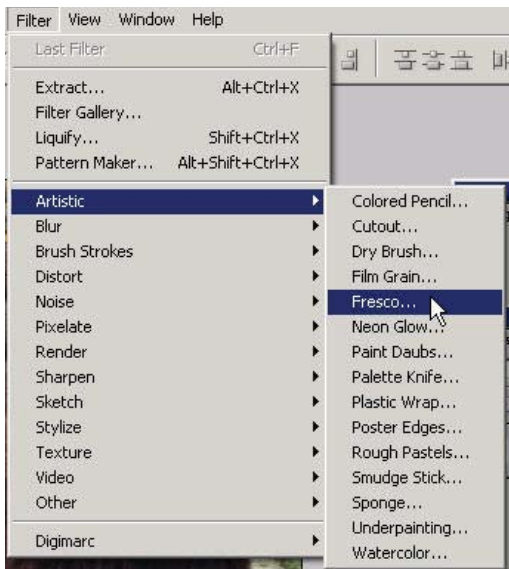 Filter View Window Help
Last Filter Ctrl+F
Extract... Alt+Ctrl+X
Filter Gallery...
Liquify... Shift+Ctrl+X
Pattern Maker... Alt+Shift+Ctrl+X
Artistic
Blur
Brush Strokes
Distort
Noise
Pixelate
Render
Sharpen
Sketch
Stylize
Texture
Video
Other
Digimarc
Colored Pencil...
Cutout...
Dry Brush...
Film Grain...
Fresco...
Neon Glow...
Paint Daubs...
Palette Knife...
Plastic Wrap...
Poster Edges...
Rough Pastels...
Smudge Stick...
Sponge...
Underpainting...
Watercolor...